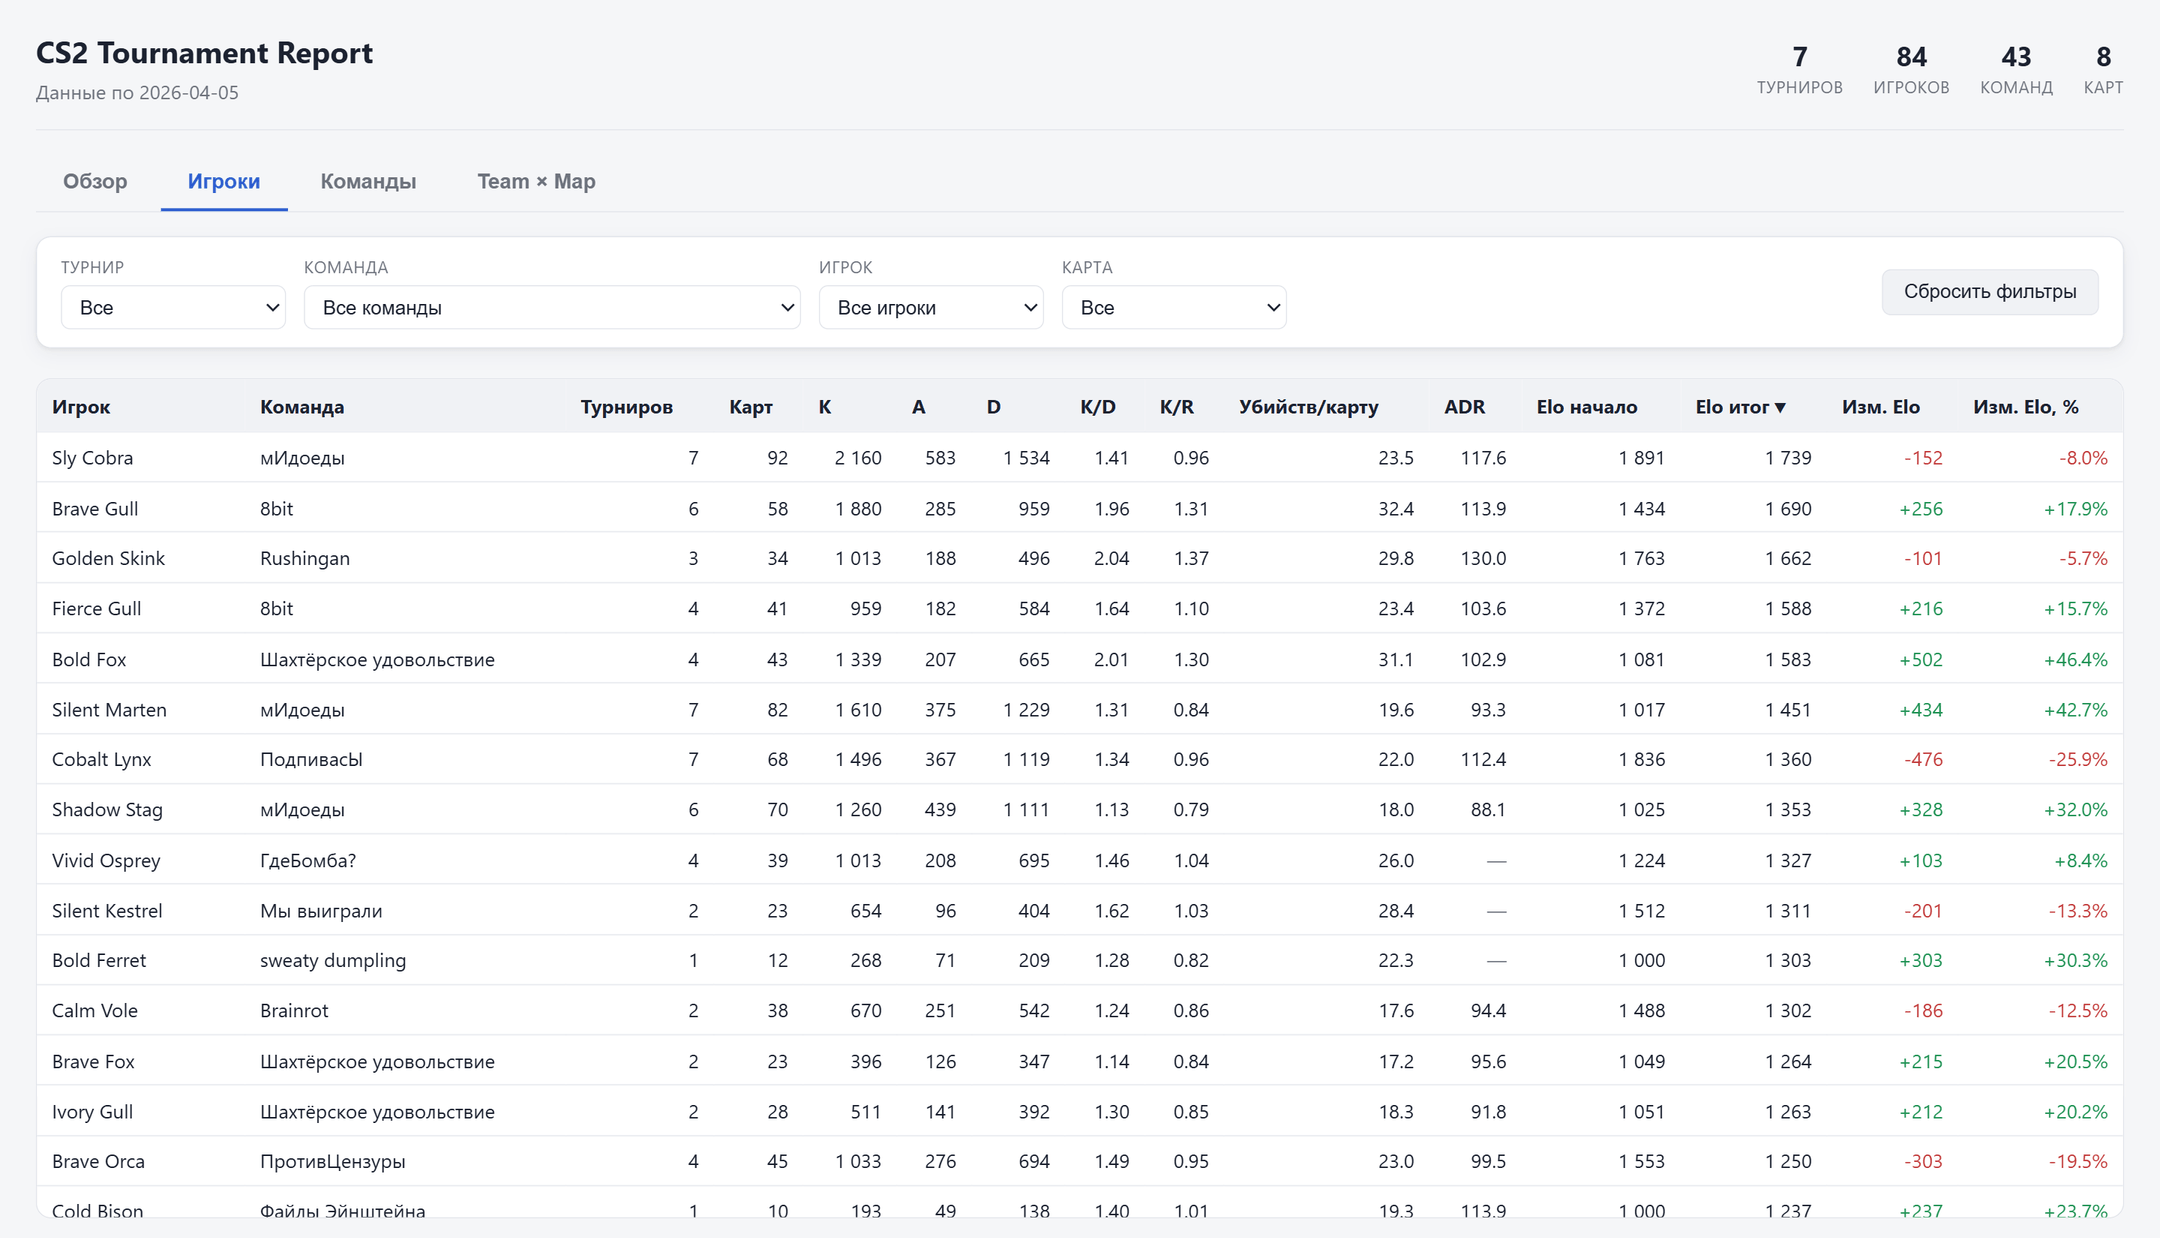 CS2 Tournament Report
Данные по 2026-04-05
7 84 43 8
ТУРНИРОВ ИГРОКОВ КОМАНД КАРТ
Обзор Игроки Команды Team × Map
ТУРНИР КОМАНДА ИГРОК КАРТА
Все Все команды Все игроки Все Сбросить фильтры
Игрок Команда Турниров Карт K A D K/D K/R Убийств/карту ADR Elo начало Elo итог ▼ Изм. Elo Изм. Elo, %
Sly Cobra мИдоеды 7 92 2 160 583 1 534 1.41 0.96 23.5 117.6 1 891 1 739 -152 -8.0%
Brave Gull 8bit 6 58 1 880 285 959 1.96 1.31 32.4 113.9 1 434 1 690 +256 +17.9%
Golden Skink Rushingan 3 34 1 013 188 496 2.04 1.37 29.8 130.0 1 763 1 662 -101 -5.7%
Fierce Gull 8bit 4 41 959 182 584 1.64 1.10 23.4 103.6 1 372 1 588 +216 +15.7%
Bold Fox Шахтёрское удовольствие 4 43 1 339 207 665 2.01 1.30 31.1 102.9 1 081 1 583 +502 +46.4%
Silent Marten мИдоеды 7 82 1 610 375 1 229 1.31 0.84 19.6 93.3 1 017 1 451 +434 +42.7%
Cobalt Lynx ПодпивасЫ 7 68 1 496 367 1 119 1.34 0.96 22.0 112.4 1 836 1 360 -476 -25.9%
Shadow Stag мИдоеды 6 70 1 260 439 1 111 1.13 0.79 18.0 88.1 1 025 1 353 +328 +32.0%
Vivid Osprey ГдеБомба? 4 39 1 013 208 695 1.46 1.04 26.0 — 1 224 1 327 +103 +8.4%
Silent Kestrel Мы выиграли 2 23 654 96 404 1.62 1.03 28.4 — 1 512 1 311 -201 -13.3%
Bold Ferret sweaty dumpling 1 12 268 71 209 1.28 0.82 22.3 — 1 000 1 303 +303 +30.3%
Calm Vole Brainrot 2 38 670 251 542 1.24 0.86 17.6 94.4 1 488 1 302 -186 -12.5%
Brave Fox Шахтёрское удовольствие 2 23 396 126 347 1.14 0.84 17.2 95.6 1 049 1 264 +215 +20.5%
Ivory Gull Шахтёрское удовольствие 2 28 511 141 392 1.30 0.85 18.3 91.8 1 051 1 263 +212 +20.2%
Brave Orca ПротивЦензуры 4 45 1 033 276 694 1.49 0.95 23.0 99.5 1 553 1 250 -303 -19.5%
Cold Bison Файлы Эйнштейна 1 10 193 49 138 1.40 1.01 19.3 113.9 1 000 1 237 +237 +23.7%